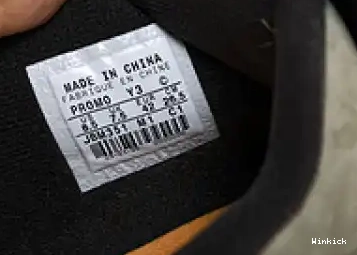 MADE IN CHINA
FABRIQUE EN CHINE
PROMO Y3 ©
US UK EUR CM
8.5 7.5 42 26.5
M1 C1
Winkick